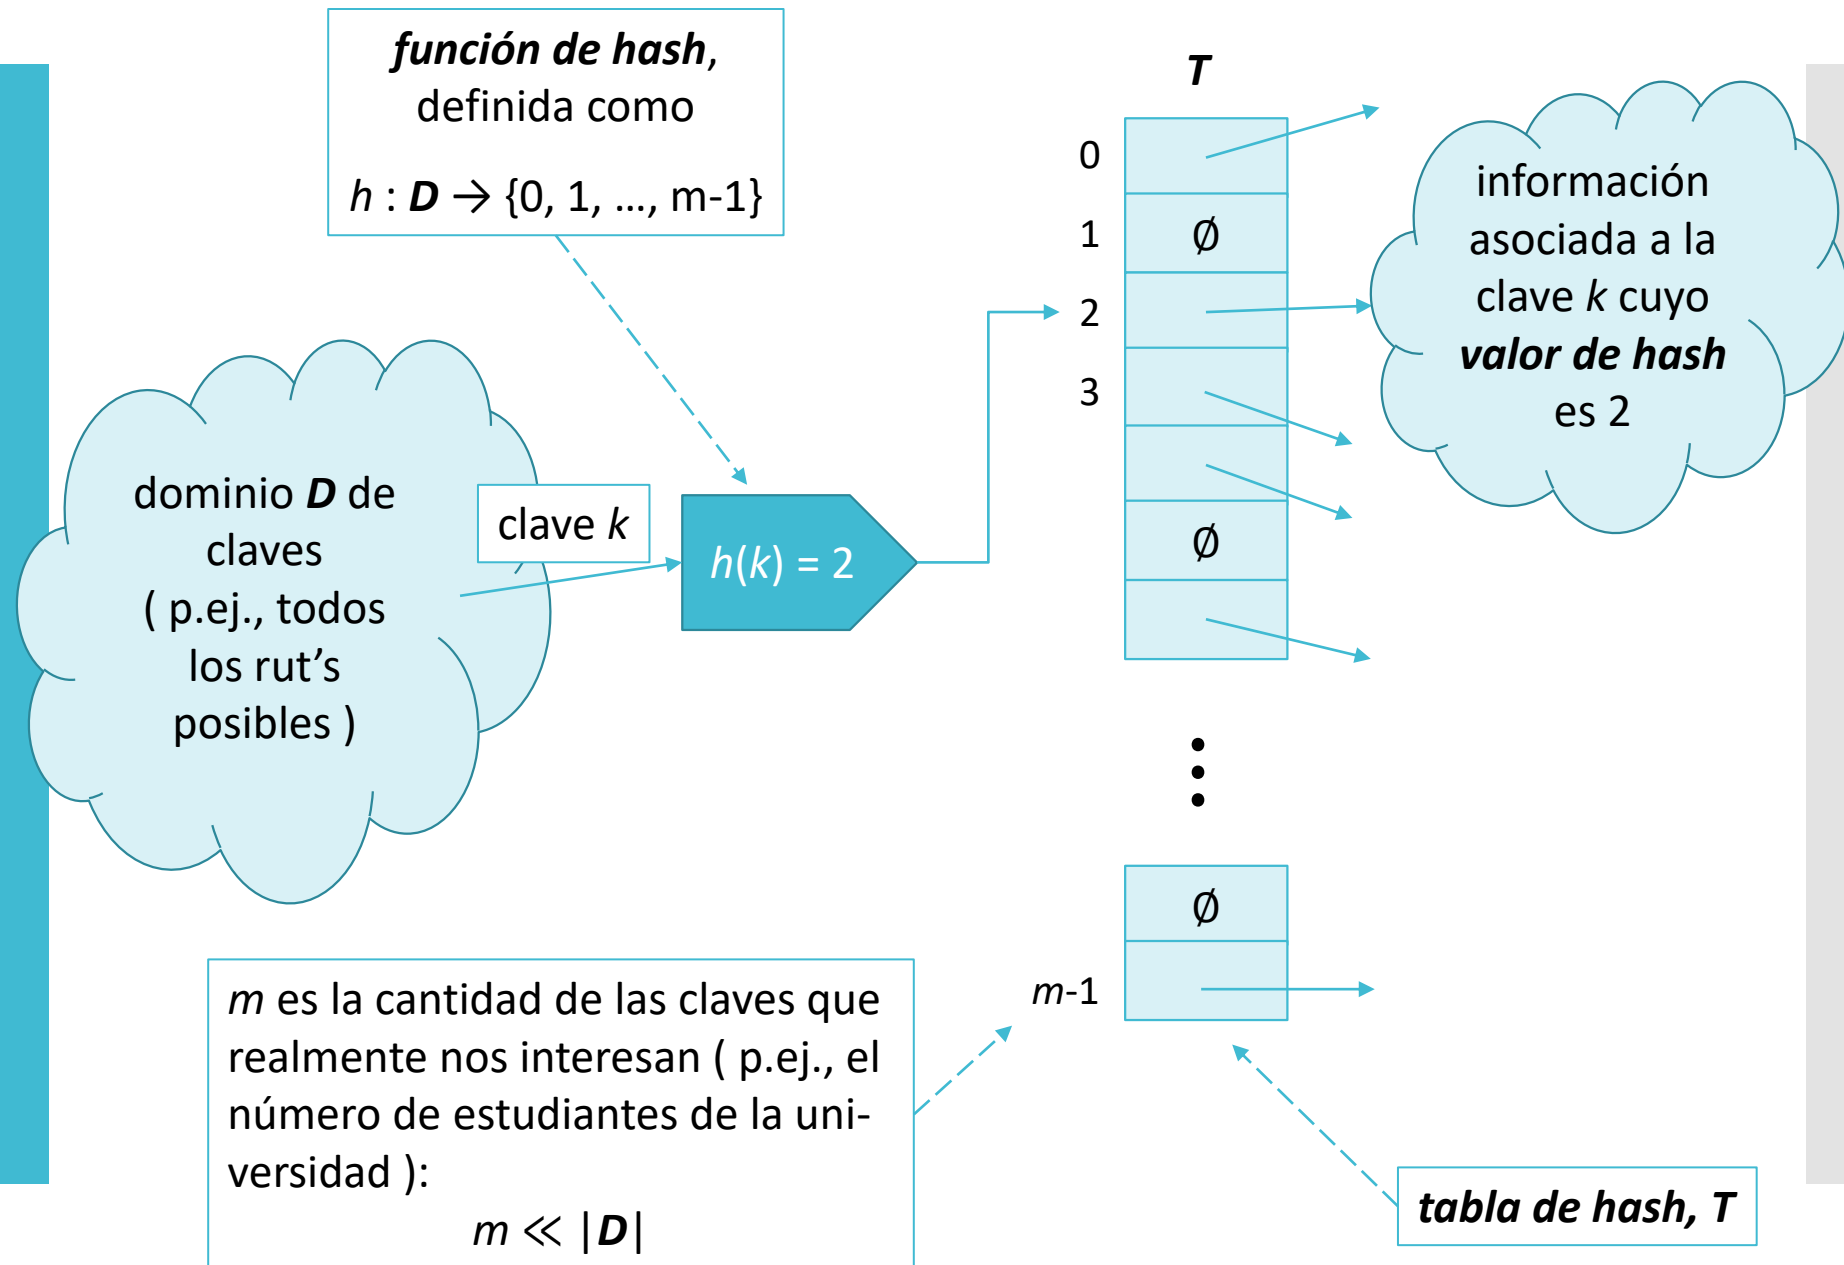 función de hash,
definida como
h : D → {0, 1, …, m-1}
T
0
1
∅
2
3
∅
∅
m-1
información
asociada a la
clave k cuyo
valor de hash
es 2
dominio D de
claves
( p.ej., todos
los rut’s
posibles )
clave k
h(k) = 2
m es la cantidad de las claves que
realmente nos interesan ( p.ej., el
número de estudiantes de la uni-
versidad ):
m ≪ |D|
tabla de hash, T